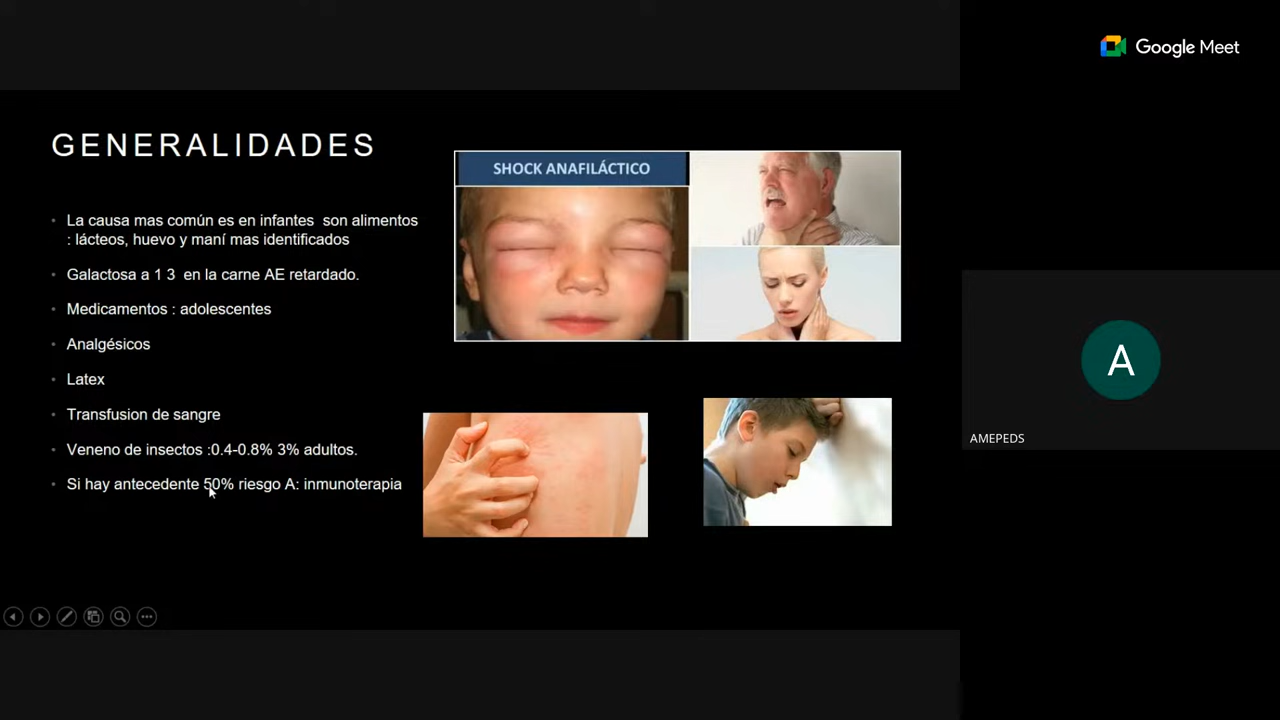 Google Meet
GENERALIDADES
SHOCK ANAFILÁCTICO
• La causa mas común es en infantes son alimentos
: lácteos, huevo y maní mas identificados
• Galactosa a 1 3 en la carne AE retardado.
• Medicamentos : adolescentes
• Analgésicos
• Latex
• Transfusion de sangre
• Veneno de insectos :0.4-0.8% 3% adultos.
• Si hay antecedente 50% riesgo A: inmunoterapia
A
AMEPEDS